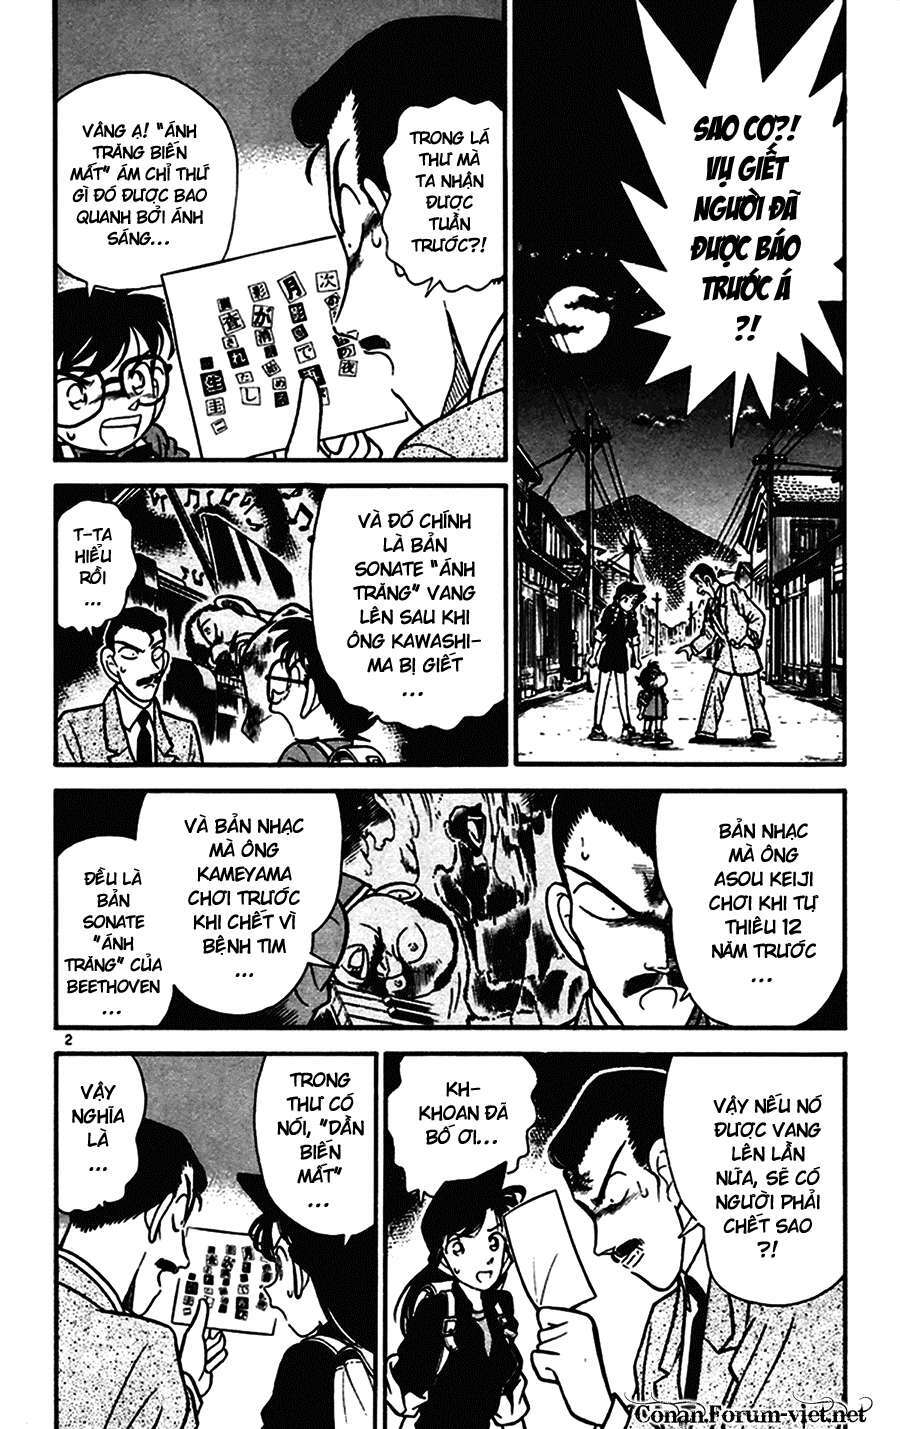 SAO CƠ?!
VỤ GIẾT
NGƯỜI ĐÃ
ĐƯỢC BÁO
TRƯỚC Á
?!
TRONG LÁ
THƯ MÀ
TA NHẬN
ĐƯỢC
TUẦN
TRƯỚC?!
VÂNG Ạ! "ÁNH
TRĂNG BIẾN
MẤT" ÁM CHỈ THỨ
GÌ ĐÓ ĐƯỢC BAO
QUANH BỞI ÁNH
SÁNG...
VÀ ĐÓ CHÍNH
LÀ BẢN
SONATE "ÁNH
TRĂNG" VANG
LÊN SAU KHI
ÔNG KAWASHI-
MA BỊ GIẾT
...
T-TA
HIỂU
RỒI
...
BẢN NHẠC
MÀ ÔNG
ASOU KEIJI
CHƠI KHI TỰ
THIÊU 12
NĂM TRƯỚC
...
VÀ BẢN NHẠC
MÀ ÔNG
KAMEYAMA
CHƠI TRƯỚC
KHI CHẾT VÌ
BỆNH TIM
...
ĐỀU LÀ
BẢN
SONATE
"ÁNH
TRĂNG" CỦA
BEETHOVEN
...
2
VẬY NẾU NÓ
ĐƯỢC VANG
LÊN LẦN
NỮA, SẼ CÓ
NGƯỜI PHẢI
CHẾT SAO
?!
KH-
KHOAN ĐÃ
BỐ ƠI...
TRONG
THƯ CÓ
NÓI, "DẦN
BIẾN
MẤT"
...
VẬY
NGHĨA
LÀ
...
Conan.Forum-viet.net